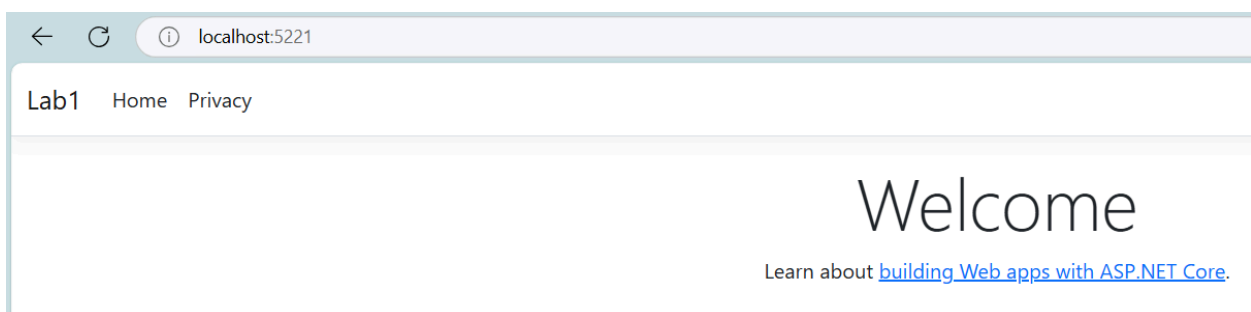 localhost:5221
Lab1 Home Privacy
Welcome
Learn about building Web apps with ASP.NET Core.